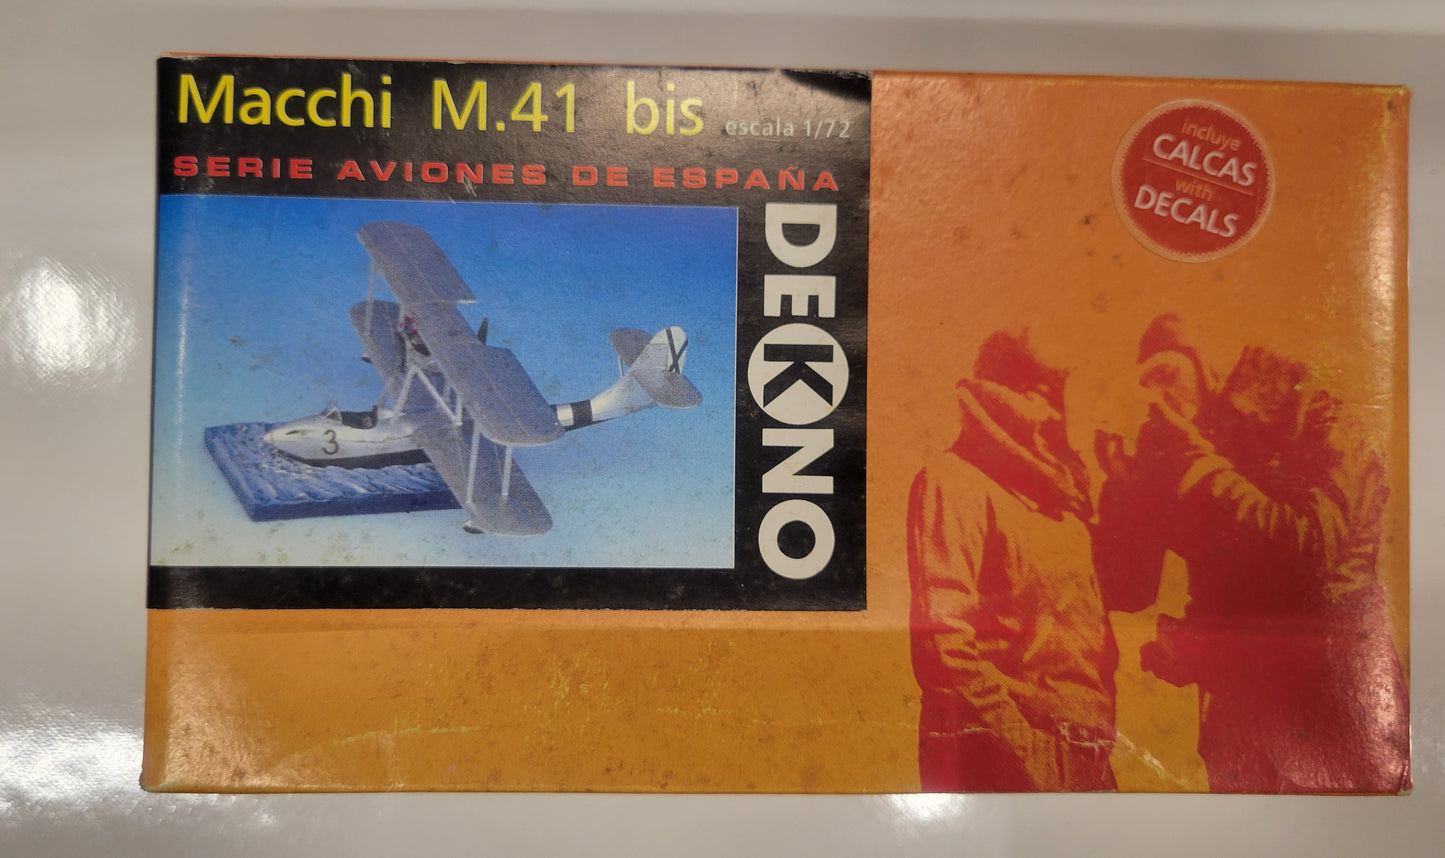 Macchi M.41 bis escala 1/72
SERIE AVIONES DE ESPAÑA
DEKNO
3
incluye
CALCAS
with
DECALS